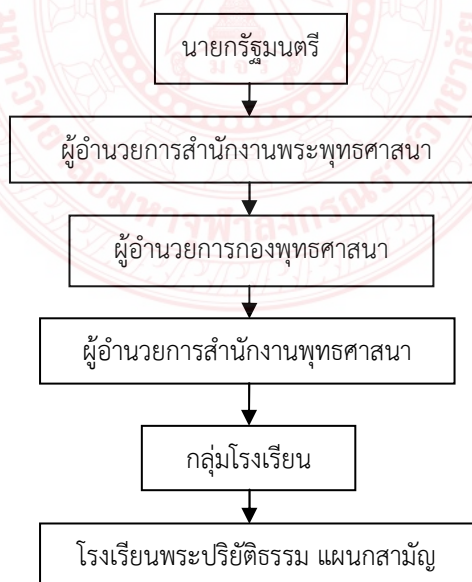 นายกรัฐมนตรี
ผู้อำนวยการสำนักงานพระพุทธศาสนา
ผู้อำนวยการกองพุทธศาสนา
ผู้อำนวยการสำนักงานพุทธศาสนา
กลุ่มโรงเรียน
โรงเรียนพระปริยัติธรรม แผนกสามัญ